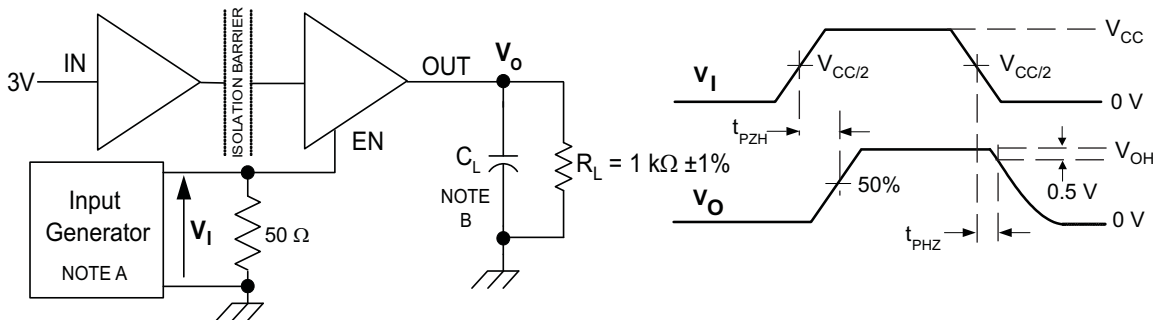 3V
IN
ISOLATION BARRIER
OUT
EN
Vo
CL
NOTE
B
RL = 1 kΩ ±1%
Input
Generator
NOTE A
VI
50 Ω
VI
VCC/2
VCC/2
VCC
0 V
tPZH
VO
50%
VOH
0.5 V
0 V
tPHZ